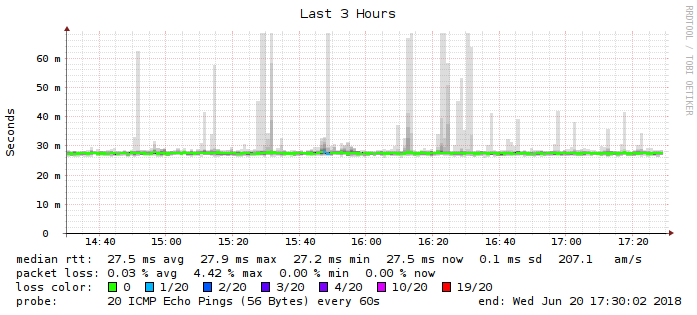 Last 3 Hours
RRDTOOL / TOBI OETIKER
Seconds
60 m
50 m
40 m
30 m
20 m
10 m
0
14:40 15:00 15:20 15:40 16:00 16:20 16:40 17:00 17:20
median rtt: 27.5 ms avg 27.9 ms max 27.2 ms min 27.5 ms now 0.1 ms sd 207.1 am/s
packet loss: 0.03 % avg 4.42 % max 0.00 % min 0.00 % now
loss color: 0 1/20 2/20 3/20 4/20 10/20 19/20
probe: 20 ICMP Echo Pings (56 Bytes) every 60s end: Wed Jun 20 17:30:02 2018